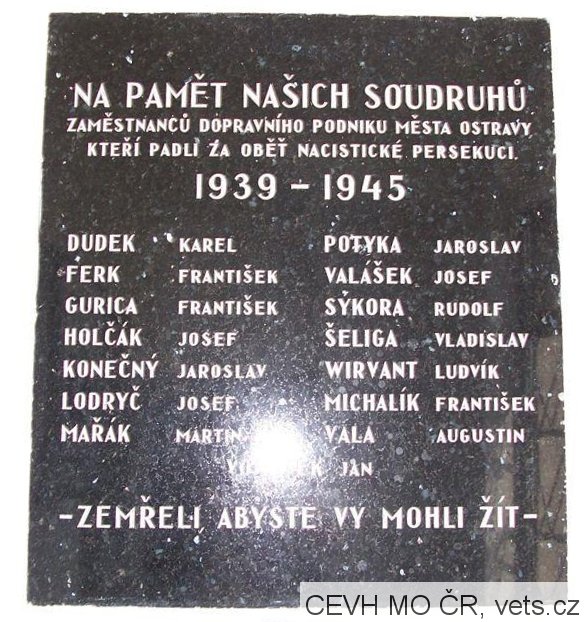 NA PAMĚT NAŠICH SOUDRUHŮ
ZAMĚSTNANCŮ DOPRAVNÍHO PODNIKU MĚSTA OSTRAVY
KTEŘÍ PADLI ZA OBĚŤ NACISTICKÉ PERSEKUCI.
1939 – 1945
DUDEK KAREL POTYKA JAROSLAV
FERK FRANTIŠEK VALÁŠEK JOSEF
GURICA FRANTIŠEK SÝKORA RUDOLF
HOLČÁK JOSEF ŠELIGA VLADISLAV
KONEČNÝ JAROSLAV WIRVANT LUDVÍK
LODRYČ JOSEF MICHALÍK FRANTIŠEK
MAŘÁK MARTIN VALA AUGUSTIN
JAN
–ZEMŘELI ABYSTE VY MOHLI ŽÍT–
CEVH MO ČR, vets.cz